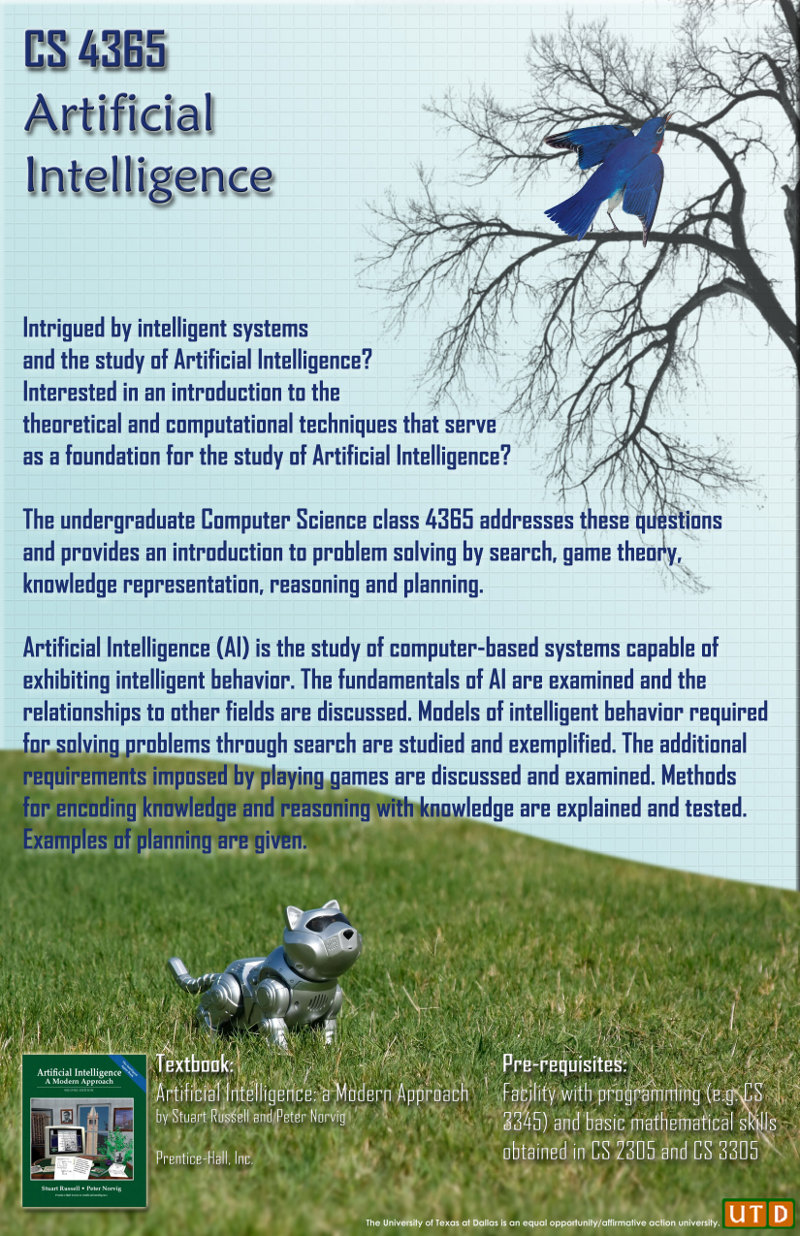 CS 4365
Artificial
Intelligence
Intrigued by intelligent systems
and the study of Artificial Intelligence?
Interested in an introduction to the
theoretical and computational techniques that serve
as a foundation for the study of Artificial Intelligence?
The undergraduate Computer Science class 4365 addresses these questions
and provides an introduction to problem solving by search, game theory,
knowledge representation, reasoning and planning.
Artificial Intelligence (AI) is the study of computer-based systems capable of
exhibiting intelligent behavior. The fundamentals of AI are examined and the
relationships to other fields are discussed. Models of intelligent behavior required
for solving problems through search are studied and exemplified. The additional
requirements imposed by playing games are discussed and examined. Methods
for encoding knowledge and reasoning with knowledge are explained and tested.
Examples of planning are given.
Artificial Intelligence
A Modern Approach
Stuart Russell • Peter Norvig
Textbook:
Artificial Intelligence: a Modern Approach
by Stuart Russell and Peter Norvig
Prentice-Hall, Inc.
Pre-requisites:
Facility with programming (e.g. CS
3345) and basic mathematical skills
obtained in CS 2305 and CS 3305
The University of Texas at Dallas is an equal opportunity/affirmative action university.
UTD